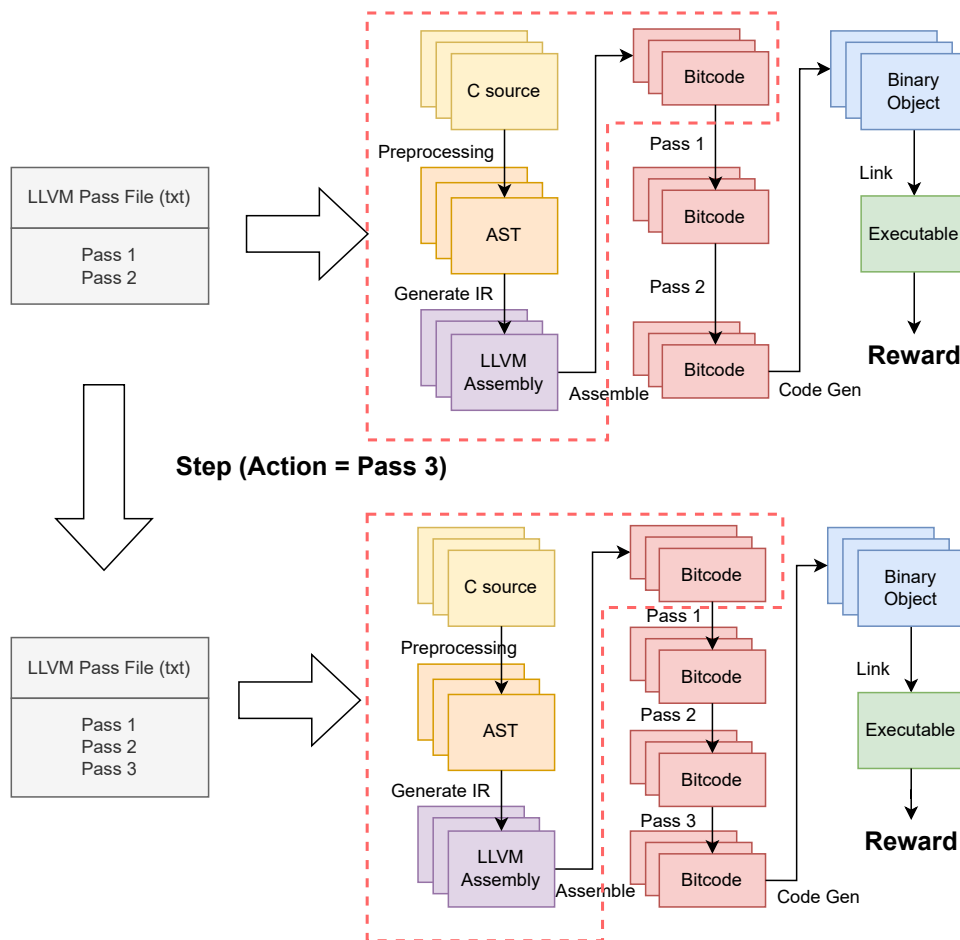 C source
Bitcode
Binary
Object
Preprocessing
Pass 1
Link
LLVM Pass File (txt)
Pass 1
Pass 2
AST
Bitcode
Executable
Generate IR
Pass 2
LLVM
Assembly
Assemble
Bitcode
Code Gen
Reward
Step (Action = Pass 3)
C source
Bitcode
Binary
Object
Preprocessing
Pass 1
LLVM Pass File (txt)
Pass 1
Pass 2
Pass 3
AST
Bitcode
Link
Pass 2
Executable
Generate IR
Bitcode
Pass 3
LLVM
Assembly
Assemble
Bitcode
Code Gen
Reward